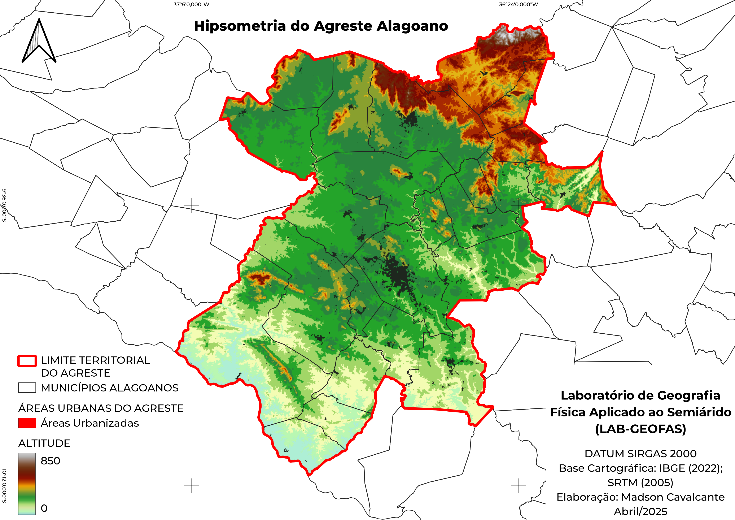 Hipsometria do Agreste Alagoano
LIMITE TERRITORIAL
DO AGRESTE
MUNICÍPIOS ALAGOANOS
ÁREAS URBANAS DO AGRESTE
Áreas Urbanizadas
ALTITUDE
850
0
Laboratório de Geografia
Física Aplicado ao Semiárido
(LAB-GEOFAS)
DATUM SIRGAS 2000
Base Cartográfica: IBGE (2022);
SRTM (2005)
Elaboração: Madson Cavalcante
Abril/2025